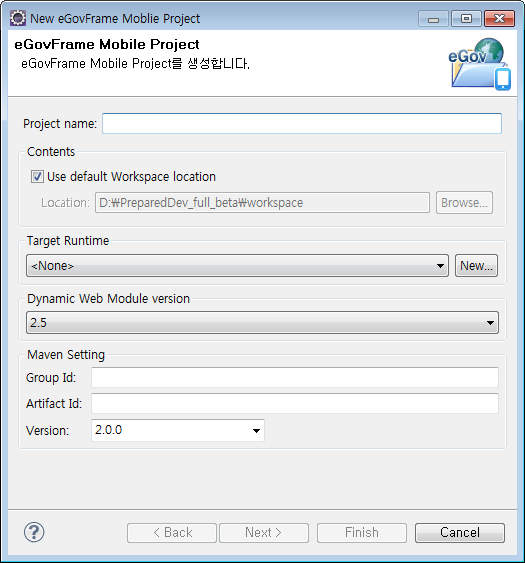 New eGovFrame Moblie Project
eGovFrame Mobile Project
eGovFrame Mobile Project를 생성합니다.
eGov
Project name:
Contents
Use default Workspace location
Location: D:₩PreparedDev_full_beta₩workspace Browse...
Target Runtime
<None> New...
Dynamic Web Module version
2.5
Maven Setting
Group Id:
Artifact Id:
Version: 2.0.0
? < Back Next > Finish Cancel